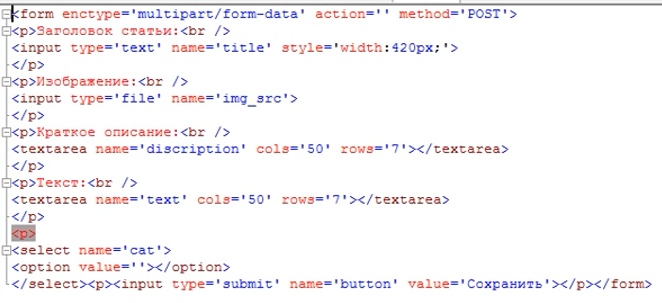 <form enctype='multipart/form-data' action='' method='POST'>
<p>Заголовок статьи:<br />
<input type='text' name='title' style='width:420px;'>
</p>
<p>Изображение:<br />
<input type='file' name='img_src'>
</p>
<p>Краткое описание:<br />
<textarea name='discription' cols='50' rows='7'></textarea>
</p>
<p>Текст:<br />
<textarea name='text' cols='50' rows='7'></textarea>
</p>
<p>
<select name='cat'>
<option value=''></option>
</select><p><input type='submit' name='button' value='Сохранить'></p></form>